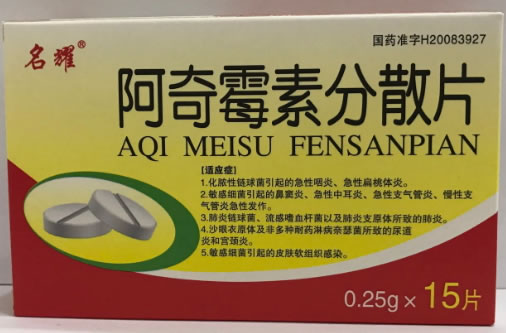 名耀®
国药准字H20083927
阿奇霉素分散片
AQI MEISU FENSANPIAN
【适应症】
1.化脓性链球菌引起的急性咽炎、急性扁桃体炎。
2.敏感细菌引起的鼻窦炎、急性中耳炎、急性支气管炎、慢性支
气管炎急性发作。
3.肺炎链球菌、流感嗜血杆菌以及肺炎支原体所致的肺炎。
4.沙眼衣原体及非多种耐药淋病奈瑟菌所致的尿道
炎和宫颈炎。
5.敏感细菌引起的皮肤软组织感染。
0.25g×15片